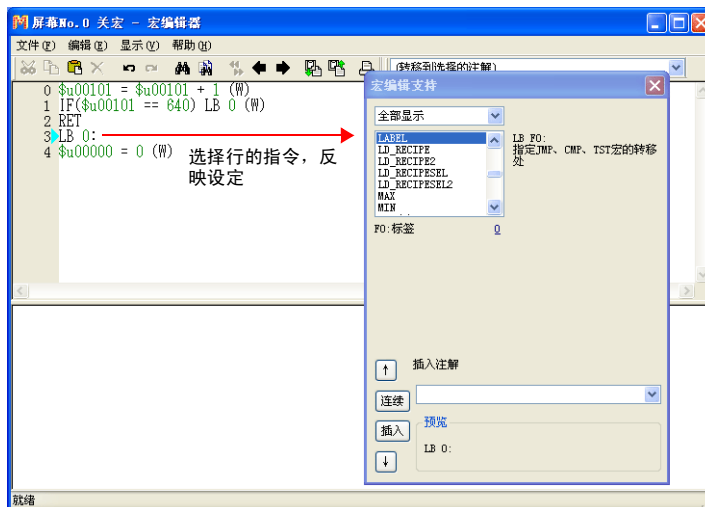 屏幕No.0 关宏 - 宏编辑器
文件(F) 编辑(E) 显示(V) 帮助(H)
(转移到选择的注解)
0 $u00101 = $u00101 + 1 (W)
1 IF($u00101 == 640) LB 0 (W)
2 RET
3 LB 0:
4 $u00000 = 0 (W)
选择行的指令，反
映设定
宏编辑支持
全部显示
LABEL
LD_RECIPE
LD_RECIPE2
LD_RECIPESEL
LD_RECIPESEL2
MAX
MIN
LB F0:
指定JMP、CMP、TST宏的转移
处
F0:标签 0
↑ 插入注解
连续
插入
↓
预览
LB 0:
就绪